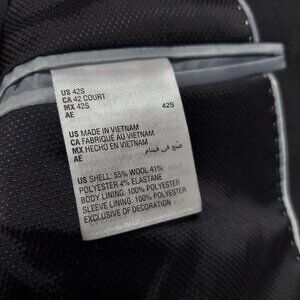 US 42S
CA 42 COURT
MX 42S 42S
AE
US MADE IN VIETNAM
CA FABRIQUÉ AU VIETNAM
MX HECHO EN VIETNAM
AE صنع في فيتنام
US SHELL: 55% WOOL 41%
POLYESTER 4% ELASTANE
BODY LINING: 100% POLYESTER
SLEEVE LINING: 100% POLYESTER
EXCLUSIVE OF DECORATION